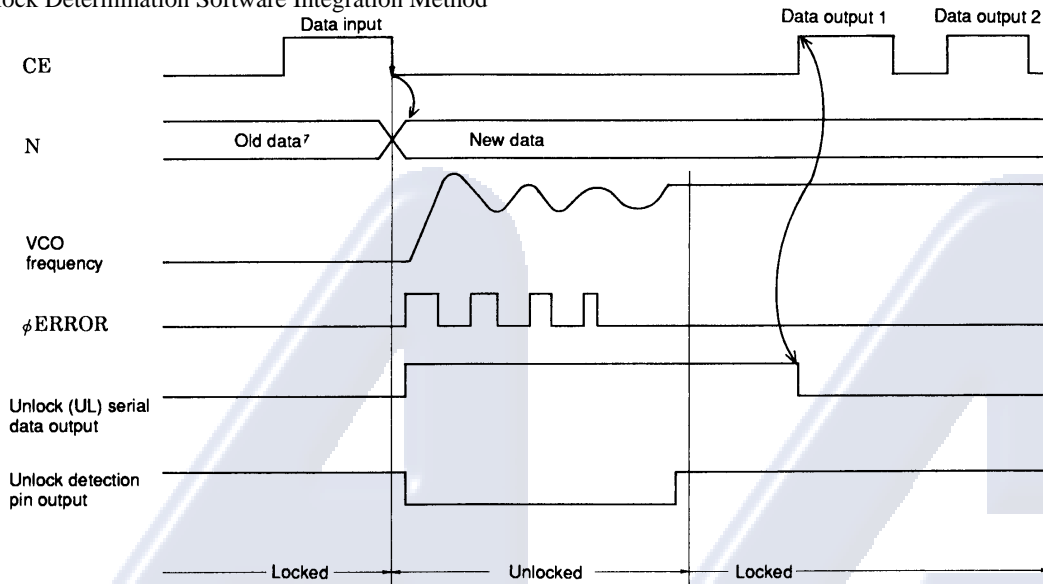 lock Determination Software Integration Method
Data input
Data output 1
Data output 2
CE
N
Old data⁷
New data
VCO
frequency
φERROR
Unlock (UL) serial
data output
Unlock detection
pin output
Locked
Unlocked
Locked